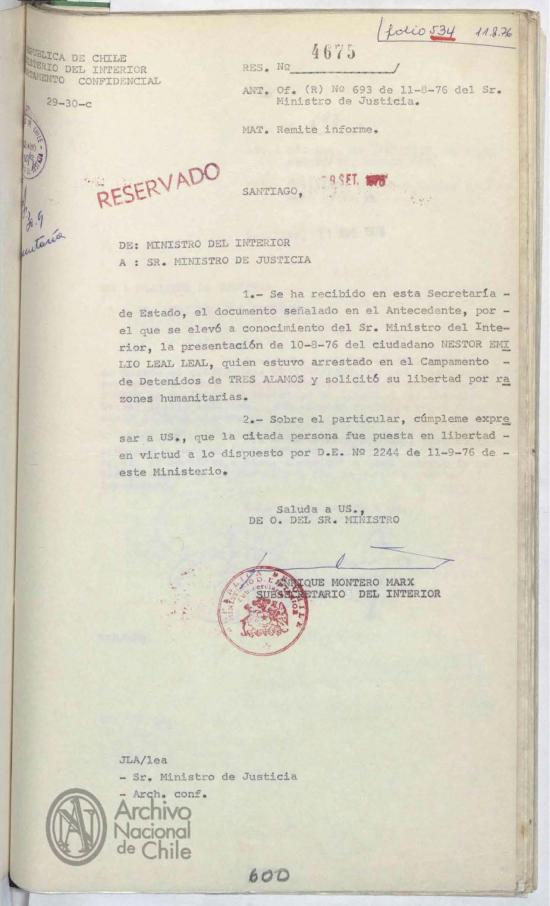 folio 534 11.8.76
REPUBLICA DE CHILE
MINISTERIO DEL INTERIOR
DEPARTAMENTO CONFIDENCIAL
29-30-c
RES. Nº 4675 /
ANT. Of. (R) Nº 693 de 11-8-76 del Sr.
Ministro de Justicia.
MAT. Remite informe.
RESERVADO
SANTIAGO, 9 SET. 1976
DE: MINISTRO DEL INTERIOR
A : SR. MINISTRO DE JUSTICIA
1.- Se ha recibido en esta Secretaría -
de Estado, el documento señalado en el Antecedente, por -
el que se elevó a conocimiento del Sr. Ministro del Inte-
rior, la presentación de 10-8-76 del ciudadano NESTOR EMI
LIO LEAL LEAL, quien estuvo arrestado en el Campamento -
de Detenidos de TRES ALAMOS y solicitó su libertad por ra
zones humanitarias.
2.- Sobre el particular, cúmpleme expre
sar a US., que la citada persona fue puesta en libertad -
en virtud a lo dispuesto por D.E. Nº 2244 de 11-9-76 de -
este Ministerio.
Saluda a US.,
DE O. DEL SR. MINISTRO
ENRIQUE MONTERO MARX
SUBSECRETARIO DEL INTERIOR
JLA/lea
- Sr. Ministro de Justicia
- Arch. conf.
Archivo
Nacional
de Chile
600